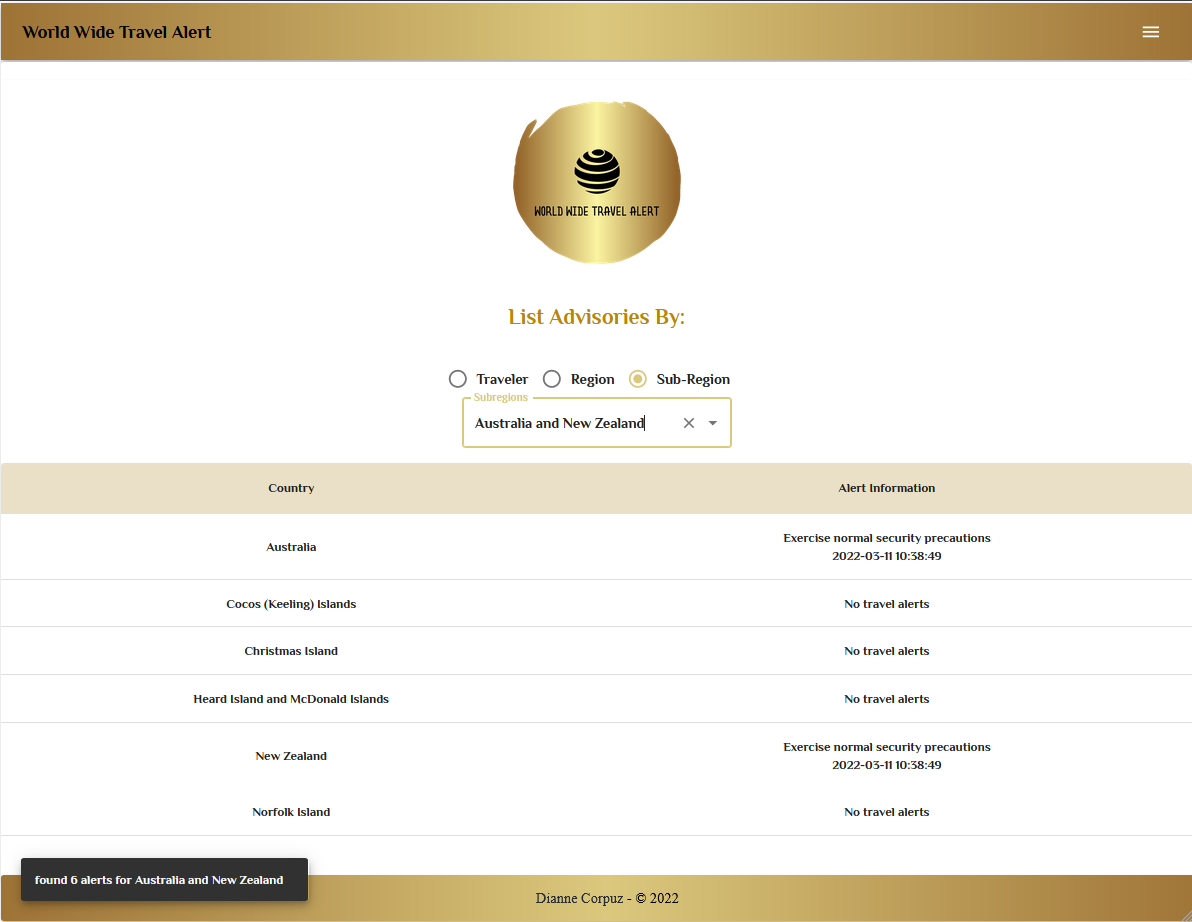 World Wide Travel Alert
WORLD WIDE TRAVEL ALERT
List Advisories By:
Traveler Region Sub-Region
Subregions
Australia and New Zealand
Country Alert Information
Australia Exercise normal security precautions
2022-03-11 10:38:49
Cocos (Keeling) Islands No travel alerts
Christmas Island No travel alerts
Heard Island and McDonald Islands No travel alerts
New Zealand Exercise normal security precautions
2022-03-11 10:38:49
Norfolk Island No travel alerts
found 6 alerts for Australia and New Zealand
Dianne Corpuz - © 2022